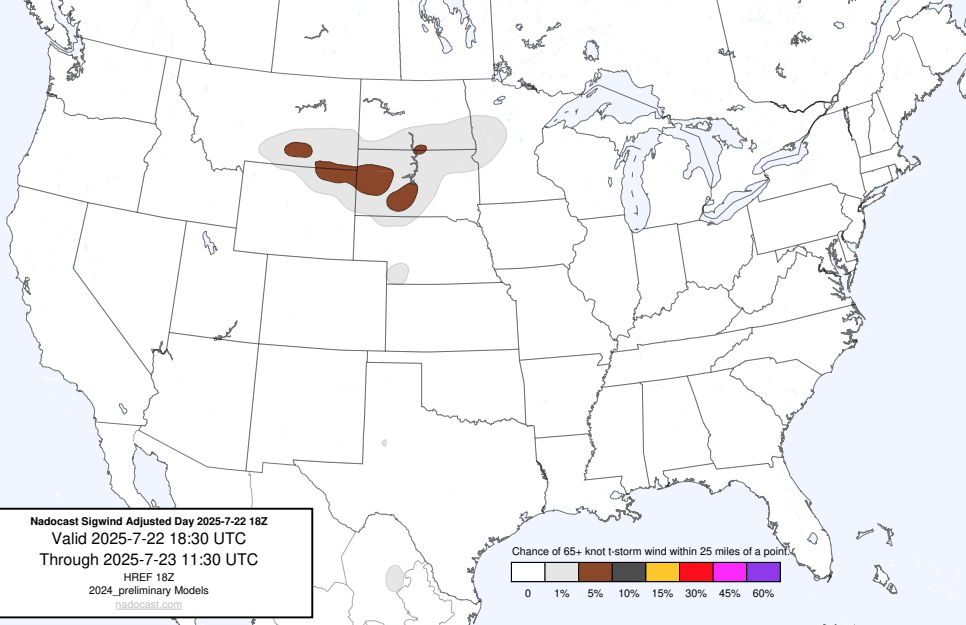 Nadocast Sigwind Adjusted Day 2025-7-22 18Z
Valid 2025-7-22 18:30 UTC
Through 2025-7-23 11:30 UTC
HREF 18Z
2024_preliminary Models
nadocast.com
Chance of 65+ knot t-storm wind within 25 miles of a point.
0 1% 5% 10% 15% 30% 45% 60%